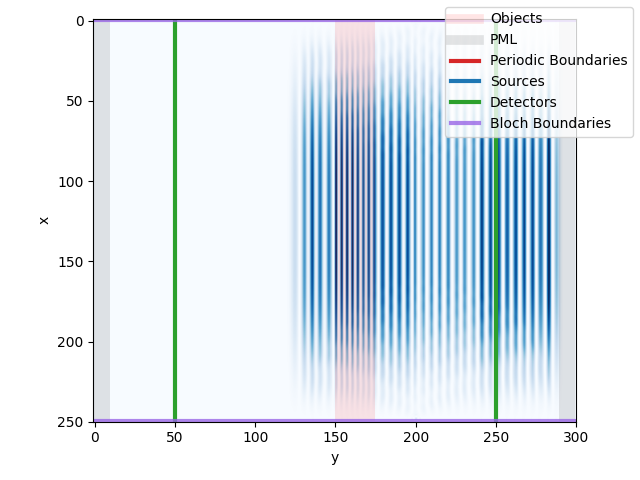 Objects
PML
Periodic Boundaries
Sources
Detectors
Bloch Boundaries
0
50
100
150
200
250
x
0
50
100
150
200
250
300
y